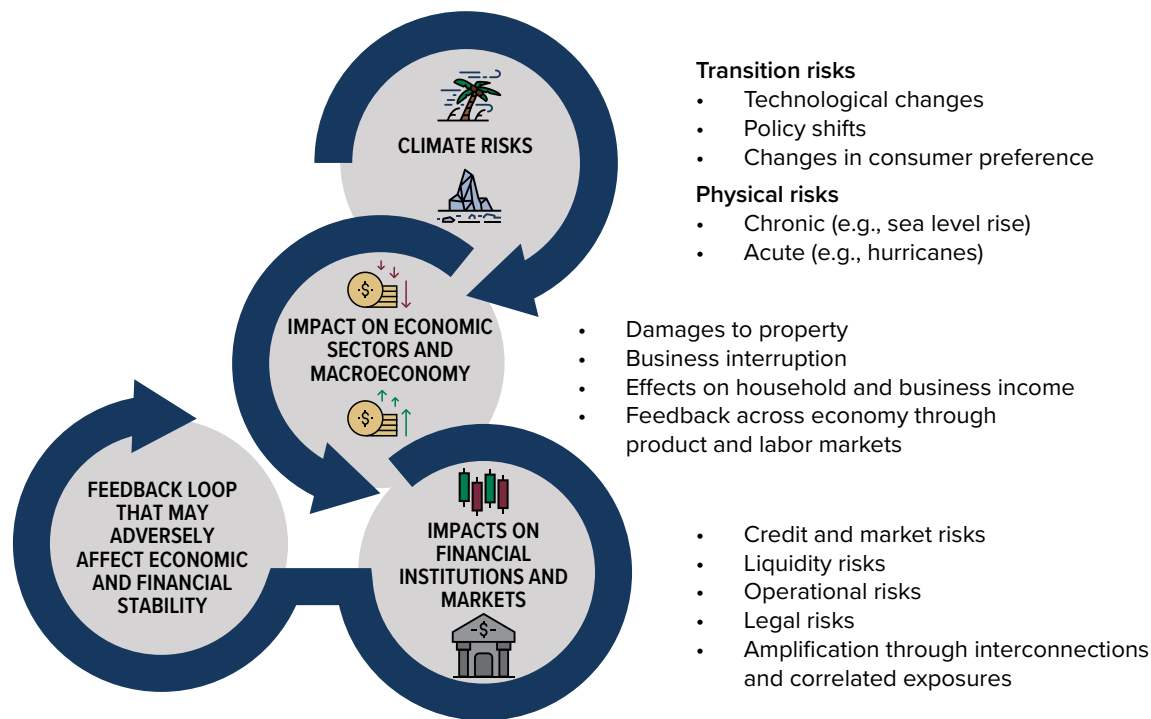 CLIMATE RISKS
Transition risks
• Technological changes
• Policy shifts
• Changes in consumer preference
Physical risks
• Chronic (e.g., sea level rise)
• Acute (e.g., hurricanes)
$
IMPACT ON ECONOMIC
SECTORS AND
MACROECONOMY
$
• Damages to property
• Business interruption
• Effects on household and business income
• Feedback across economy through
product and labor markets
FEEDBACK LOOP
THAT MAY
ADVERSELY
AFFECT ECONOMIC
AND FINANCIAL
STABILITY
IMPACTS ON
FINANCIAL
INSTITUTIONS AND
MARKETS
-$-
• Credit and market risks
• Liquidity risks
• Operational risks
• Legal risks
• Amplification through interconnections
and correlated exposures